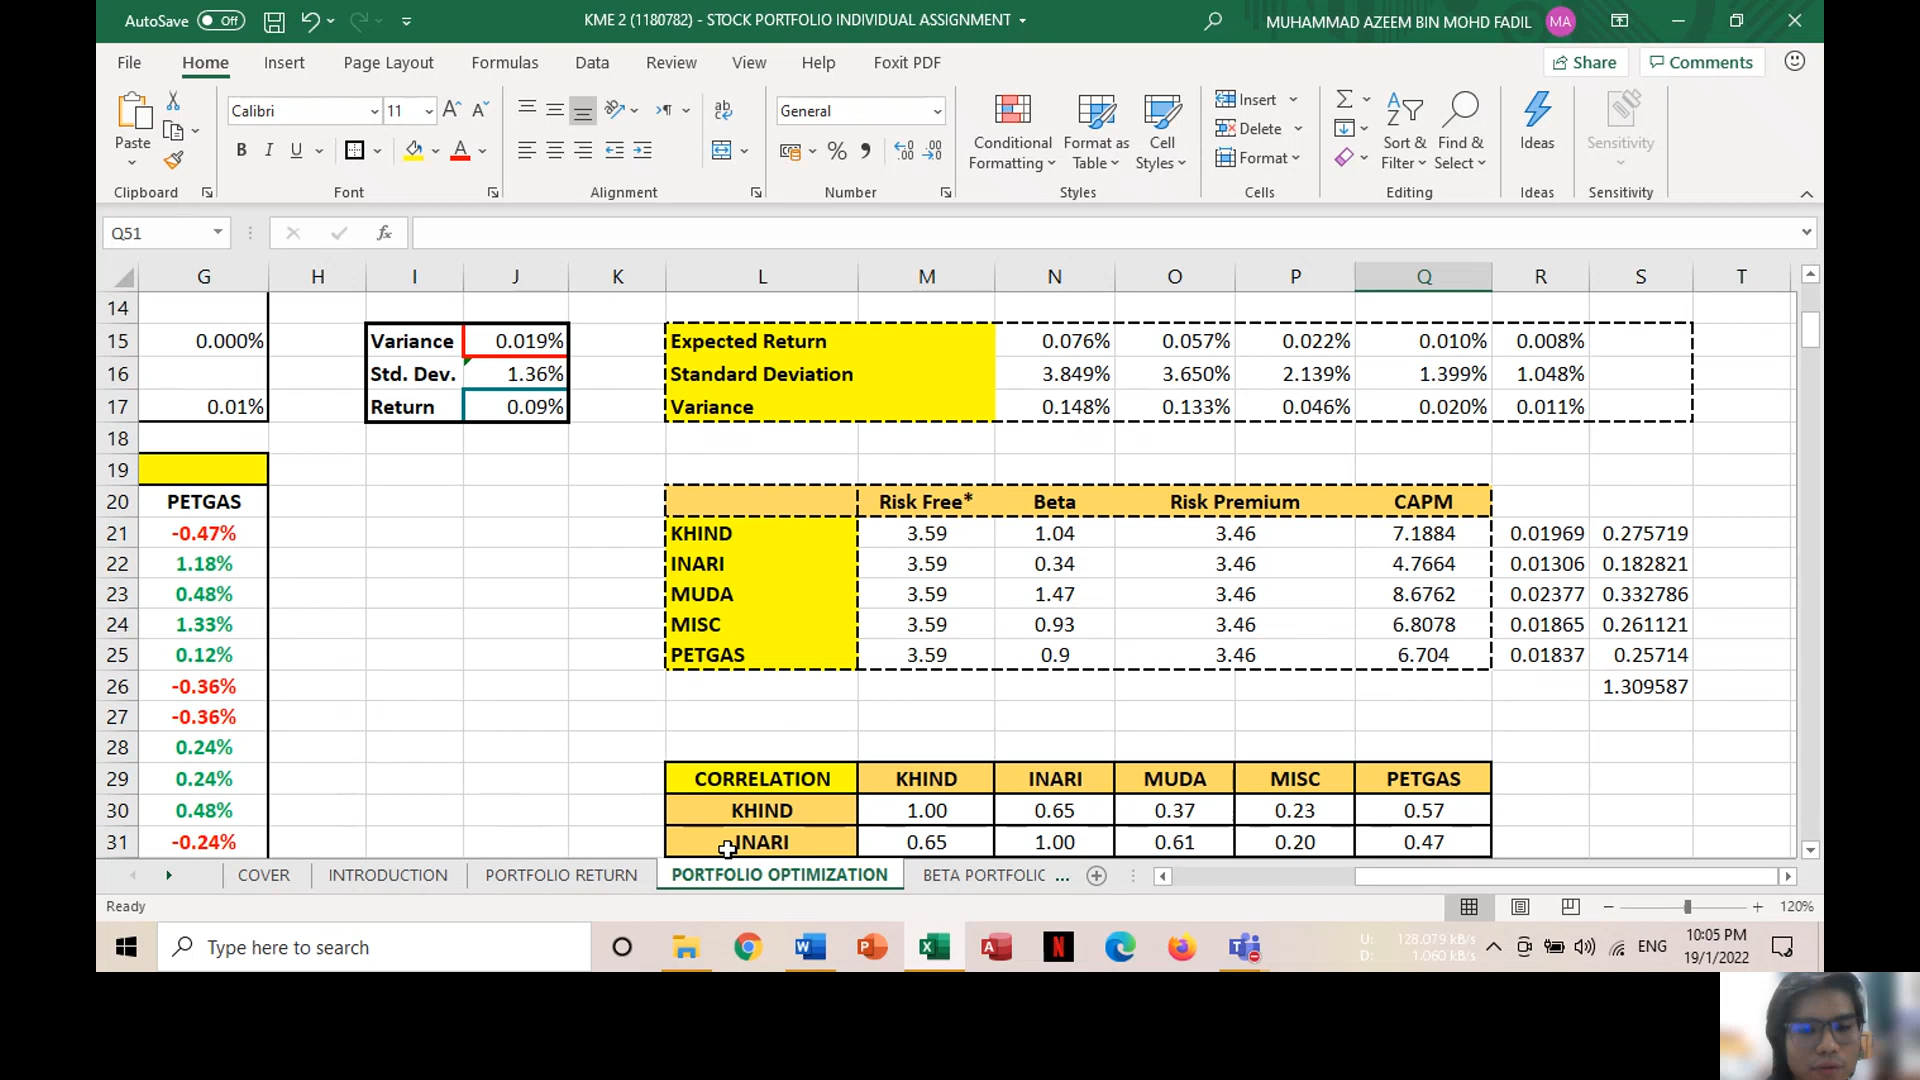 AutoSave Off KME 2 (1180782) - STOCK PORTFOLIO INDIVIDUAL ASSIGNMENT MUHAMMAD AZEEM BIN MOHD FADIL MA
File Home Insert Page Layout Formulas Data Review View Help Foxit PDF Share Comments
Calibri 11 General
Paste
Conditional Formatting Format as Table Cell Styles
Insert
Delete
Format
Sort & Filter Find & Select
Ideas Sensitivity
Clipboard Font Alignment Number Styles Cells Editing Ideas Sensitivity
Q51 fx
G H I J K L M N O P Q R S T
14
15 0.000% Variance 0.019% Expected Return 0.076% 0.057% 0.022% 0.010% 0.008%
16 Std. Dev. 1.36% Standard Deviation 3.849% 3.650% 2.139% 1.399% 1.048%
17 0.01% Return 0.09% Variance 0.148% 0.133% 0.046% 0.020% 0.011%
18
19
20 PETGAS Risk Free* Beta Risk Premium CAPM
21 -0.47% KHIND 3.59 1.04 3.46 7.1884 0.01969 0.275719
22 1.18% INARI 3.59 0.34 3.46 4.7664 0.01306 0.182821
23 0.48% MUDA 3.59 1.47 3.46 8.6762 0.02377 0.332786
24 1.33% MISC 3.59 0.93 3.46 6.8078 0.01865 0.261121
25 0.12% PETGAS 3.59 0.9 3.46 6.704 0.01837 0.25714
26 -0.36% 1.309587
27 -0.36%
28 0.24%
29 0.24% CORRELATION KHIND INARI MUDA MISC PETGAS
30 0.48% KHIND 1.00 0.65 0.37 0.23 0.57
31 -0.24% INARI 0.65 1.00 0.61 0.20 0.47
COVER INTRODUCTION PORTFOLIO RETURN PORTFOLIO OPTIMIZATION BETA PORTFOLIO ...
Ready 120%
Type here to search
U: 128.079 kB/s
D: 1.060 kB/s
ENG
10:05 PM
19/1/2022